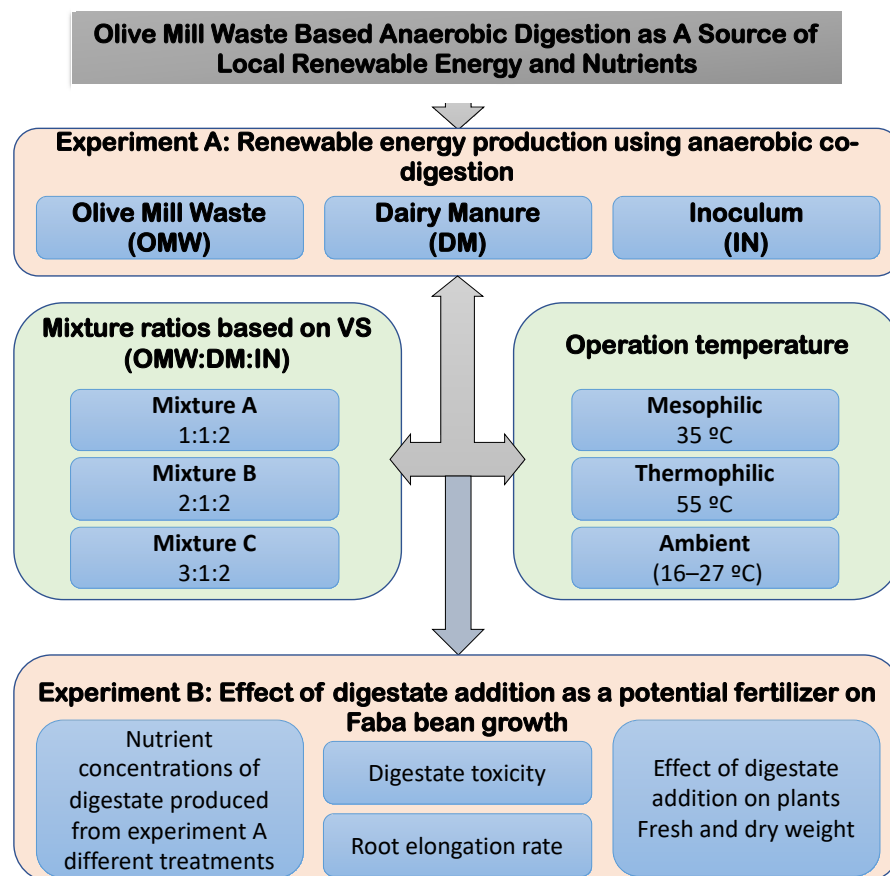 Olive Mill Waste Based Anaerobic Digestion as A Source of
Local Renewable Energy and Nutrients
Experiment A: Renewable energy production using anaerobic co-
digestion
Olive Mill Waste
(OMW)
Dairy Manure
(DM)
Inoculum
(IN)
Mixture ratios based on VS
(OMW:DM:IN)
Mixture A
1:1:2
Mixture B
2:1:2
Mixture C
3:1:2
Operation temperature
Mesophilic
35 ºC
Thermophilic
55 ºC
Ambient
(16–27 ºC)
Experiment B: Effect of digestate addition as a potential fertilizer on
Faba bean growth
Nutrient
concentrations of
digestate produced
from experiment A
different treatments
Digestate toxicity
Root elongation rate
Effect of digestate
addition on plants
Fresh and dry weight